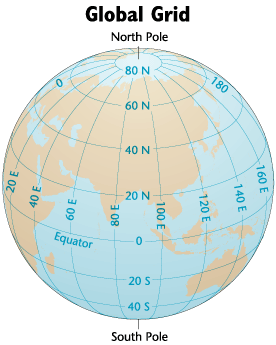 Global Grid
North Pole
80 N
0
180
60 N
40 N
20 N
20 E
40 E
60 E
80 E
100 E
120 E
140 E
160 E
Equator
0
20 S
40 S
South Pole